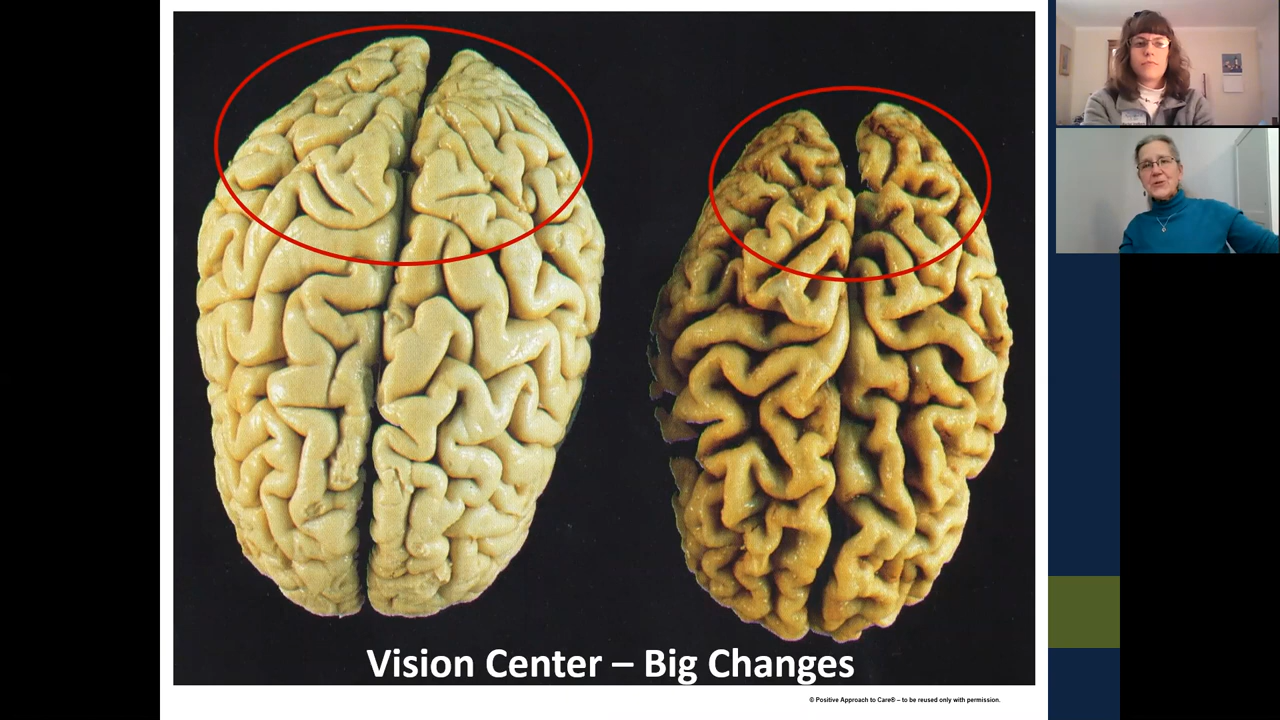 Vision Center – Big Changes
© Positive Approach to Care® – to be reused only with permission.